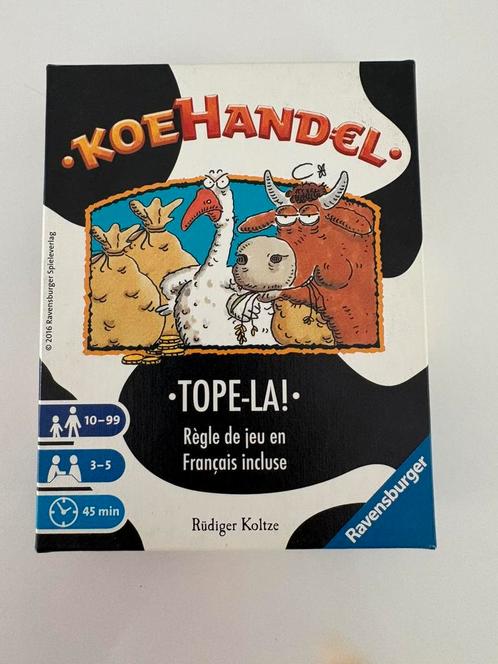 ·KOEHANDEL·
© 2016 Ravensburger Spieleverlag
·TOPE-LA!·
Règle de jeu en
Français incluse
10–99
3–5
45 min
Rüdiger Koltze
Ravensburger